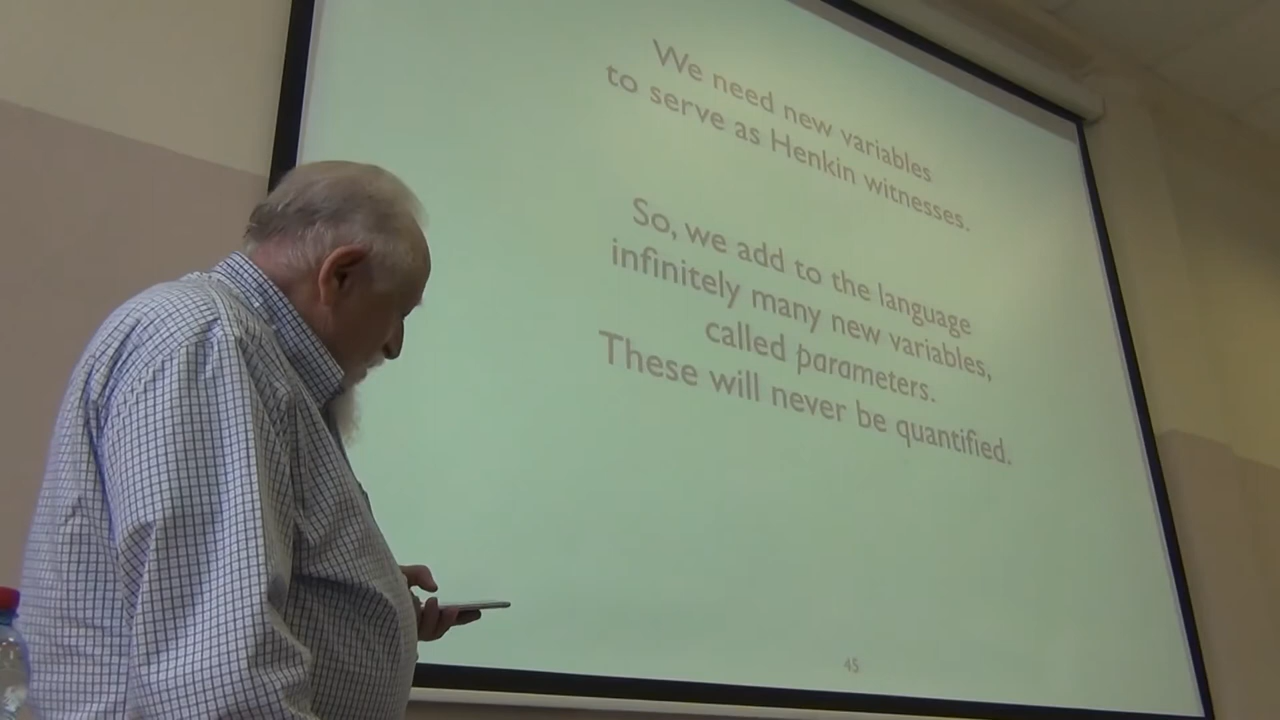 We need new variables
to serve as Henkin witnesses.
So, we add to the language
infinitely many new variables,
called parameters.
These will never be quantified.
45